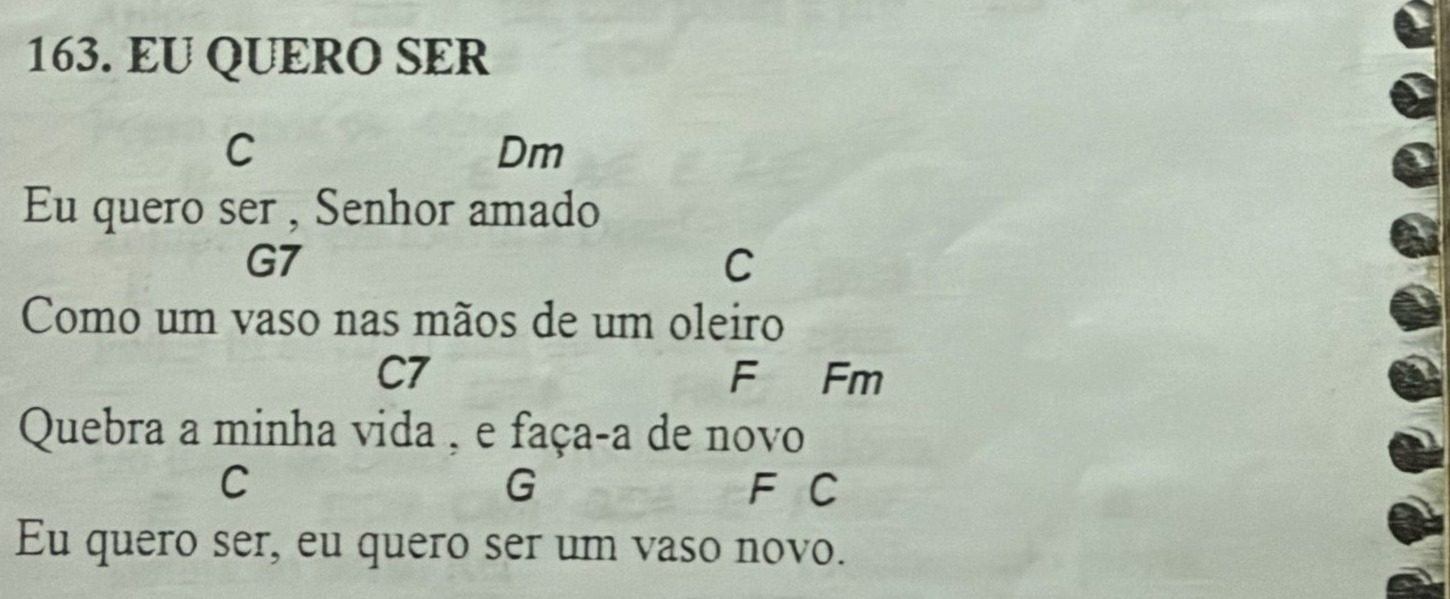 163. EU QUERO SER
C Dm
Eu quero ser , Senhor amado
G7 C
Como um vaso nas mãos de um oleiro
C7 F Fm
Quebra a minha vida , e faça-a de novo
C G F C
Eu quero ser, eu quero ser um vaso novo.